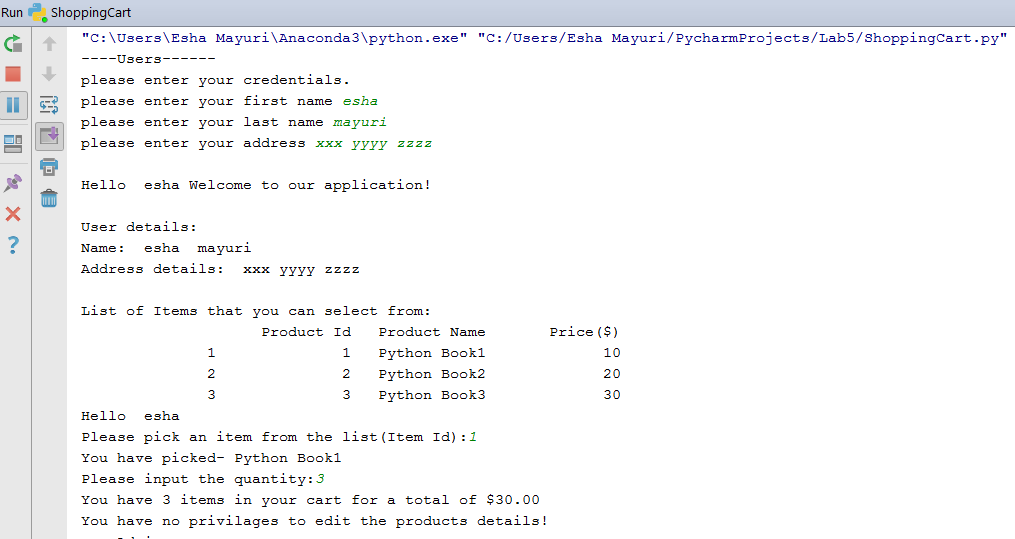 Run ShoppingCart
"C:\Users\Esha Mayuri\Anaconda3\python.exe" "C:/Users/Esha Mayuri/PycharmProjects/Lab5/ShoppingCart.py"
----Users------
please enter your credentials.
please enter your first name esha
please enter your last name mayuri
please enter your address xxx yyyy zzzz
Hello  esha Welcome to our application!
User details:
Name:  esha  mayuri
Address details:  xxx yyyy zzzz
List of Items that you can select from:
Product Id   Product Name       Price($)
1              1   Python Book1             10
2              2   Python Book2             20
3              3   Python Book3             30
Hello  esha
Please pick an item from the list(Item Id):1
You have picked- Python Book1
Please input the quantity:3
You have 3 items in your cart for a total of $30.00
You have no privilages to edit the products details!